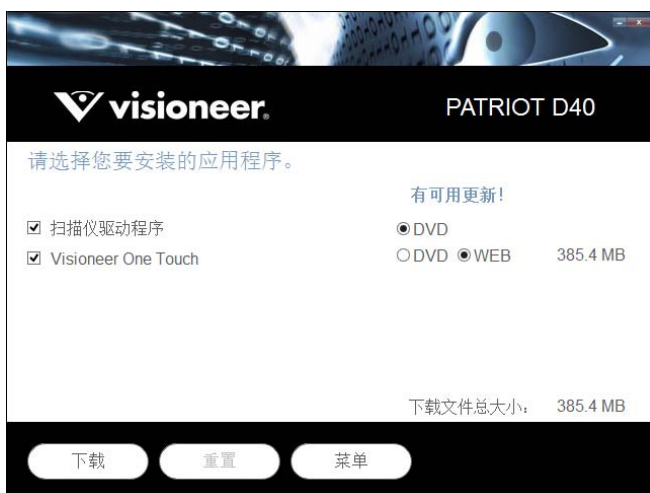 visioneer®
PATRIOT D40
请选择您要安装的应用程序。
有可用更新!
扫描仪驱动程序 DVD
Visioneer One Touch DVD WEB 385.4 MB
下载文件总大小: 385.4 MB
下载 重置 菜单